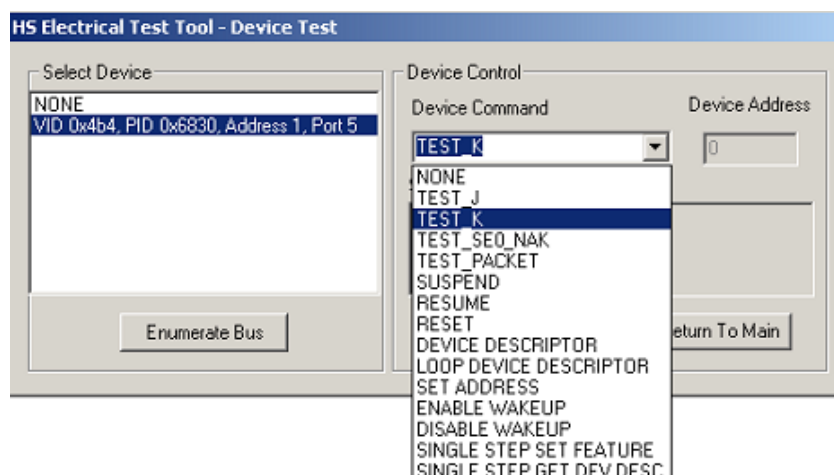 HS Electrical Test Tool - Device Test
Select Device
NONE
VID 0x4b4, PID 0x6830, Address 1, Port 5
Enumerate Bus
Device Control
Device Command
Device Address
TEST_K
0
NONE
TEST_J
TEST_K
TEST_SE0_NAK
TEST_PACKET
SUSPEND
RESUME
RESET
DEVICE DESCRIPTOR
LOOP DEVICE DESCRIPTOR
SET ADDRESS
ENABLE WAKEUP
DISABLE WAKEUP
SINGLE STEP SET FEATURE
SINGLE STEP GET DEV DESC
eturn To Main